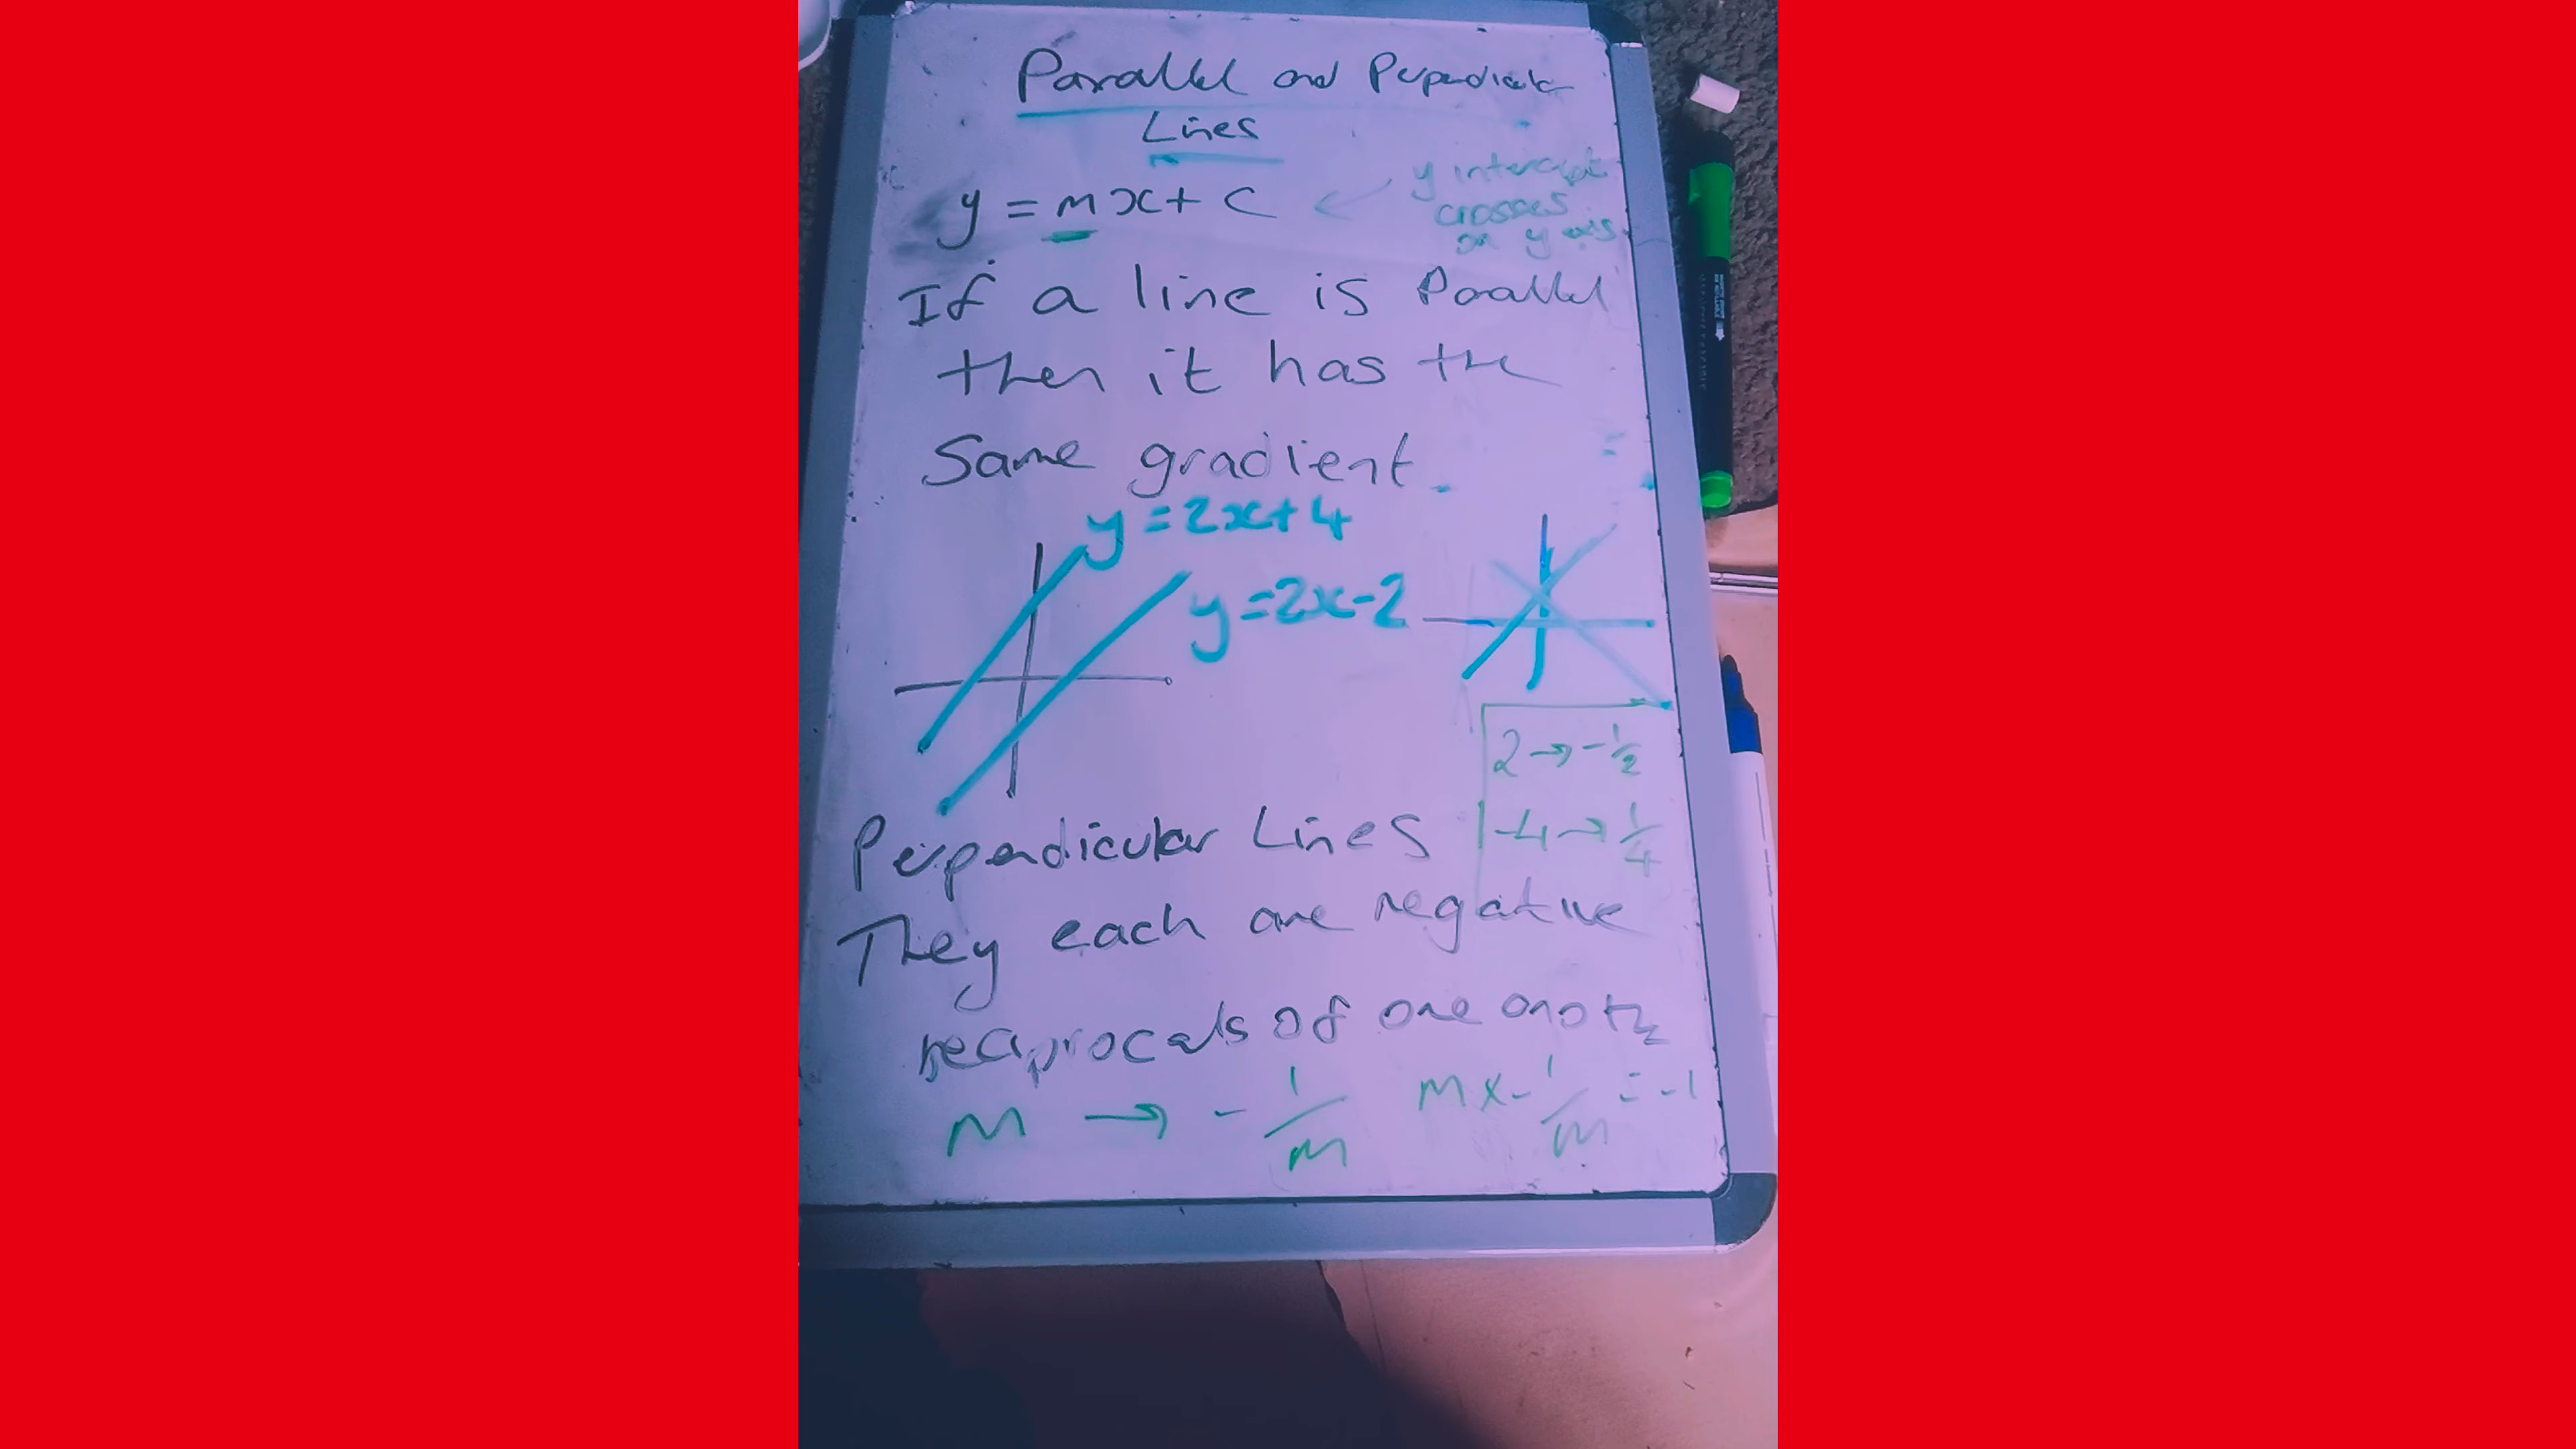 Parallel and Perpendicular
Lines
y = mx + c ← y intercept
crosses
on y axis
If a line is Parallel
then it has the
Same gradient.
y = 2x + 4
y = 2x - 2
2 → -1/2
-4 → 1/4
Perpendicular Lines
They each are negative
reciprocals of one another
M → - 1/M M x - 1/M = -1